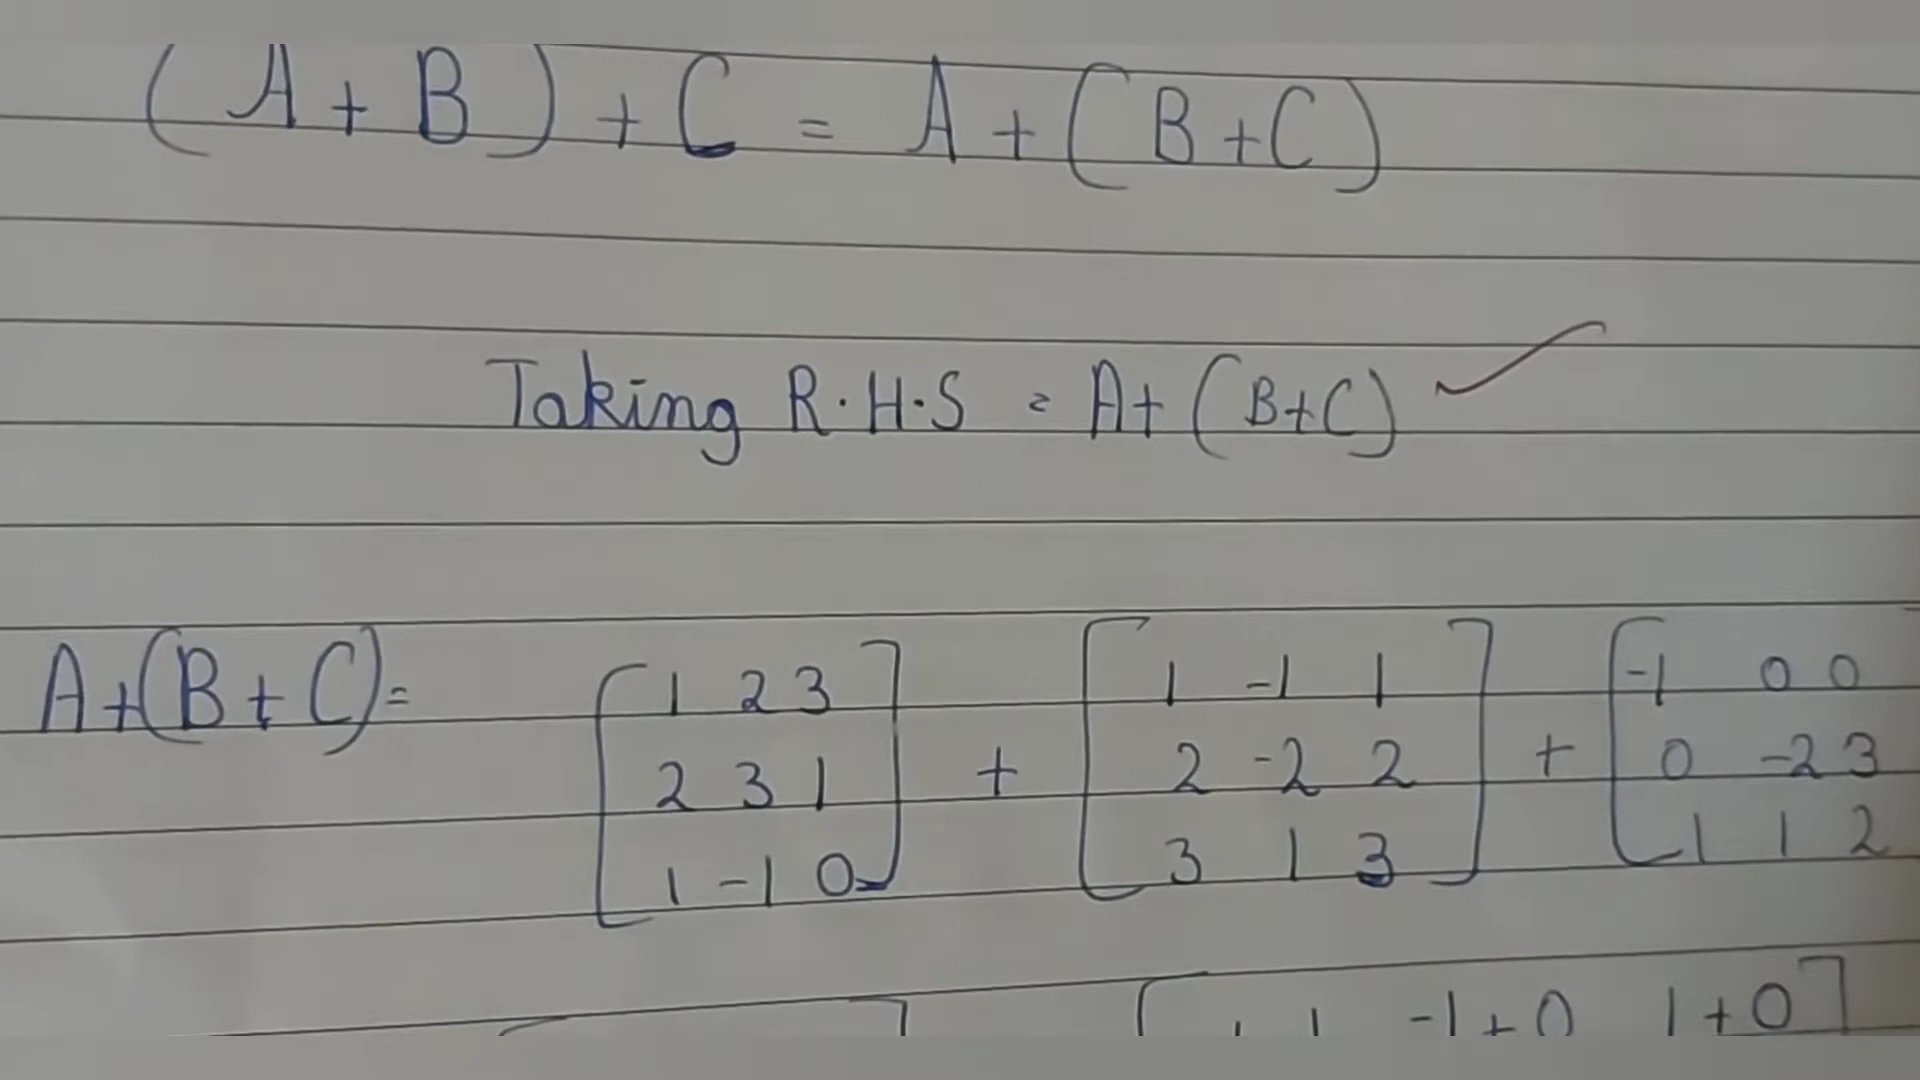 (A + B) + C = A + (B + C)
Taking R.H.S = A + (B + C)
A + (B + C) = [1 2 3] + [1 -1 1] + [-1 0 0]
[2 3 1] [2 -2 2] [0 -2 3]
[1 -1 0] [3 1 3] [1 1 2]
-1+0 1+0]